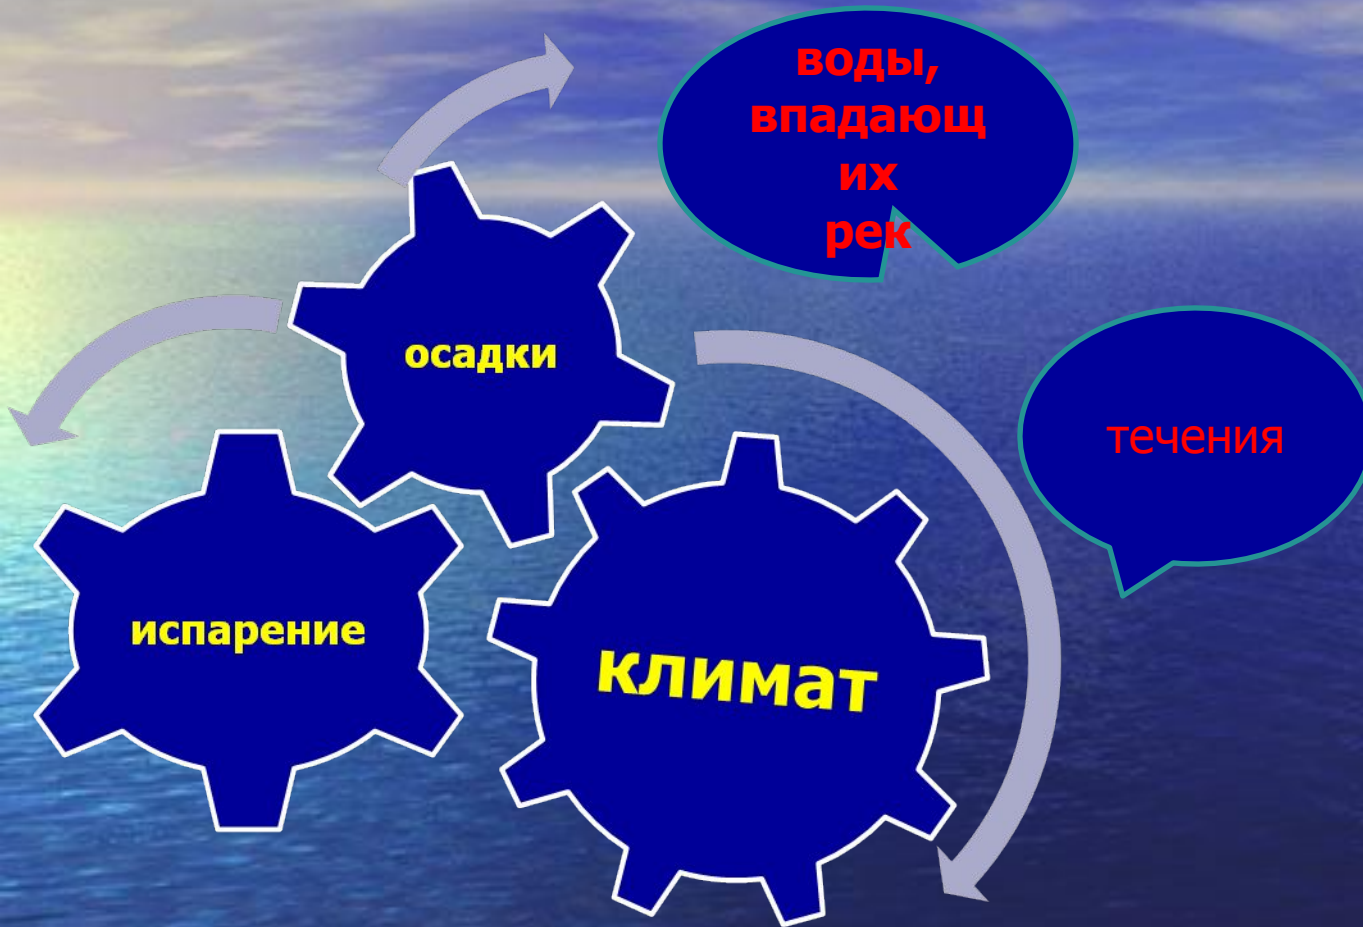 воды,
впадающ
их
рек
осадки
течения
испарение
климат